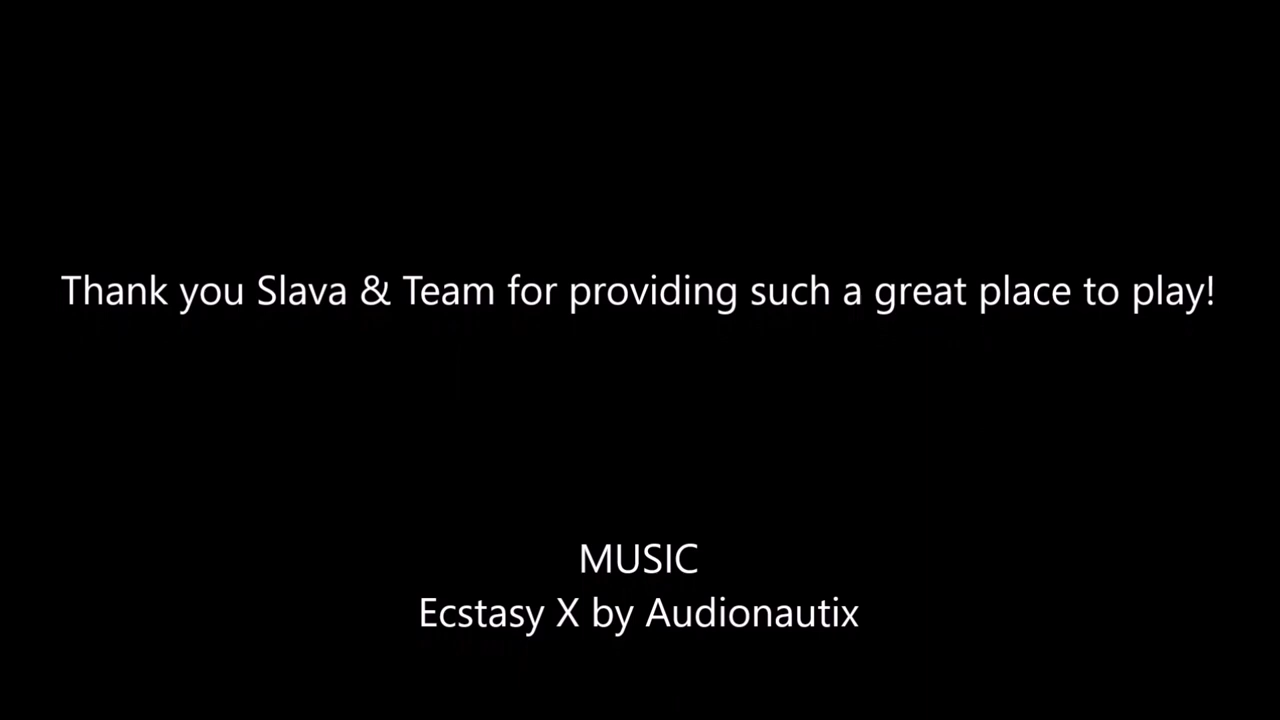 Thank you Slava & Team for providing such a great place to play!
MUSIC
Ecstasy X by Audionautix